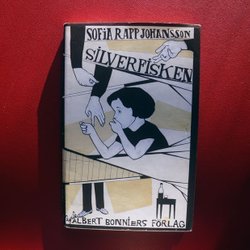 SOFIA RAPP JOHANSSON
SILVERFISKEN
ALBERT BONNIERS FÖRLAG